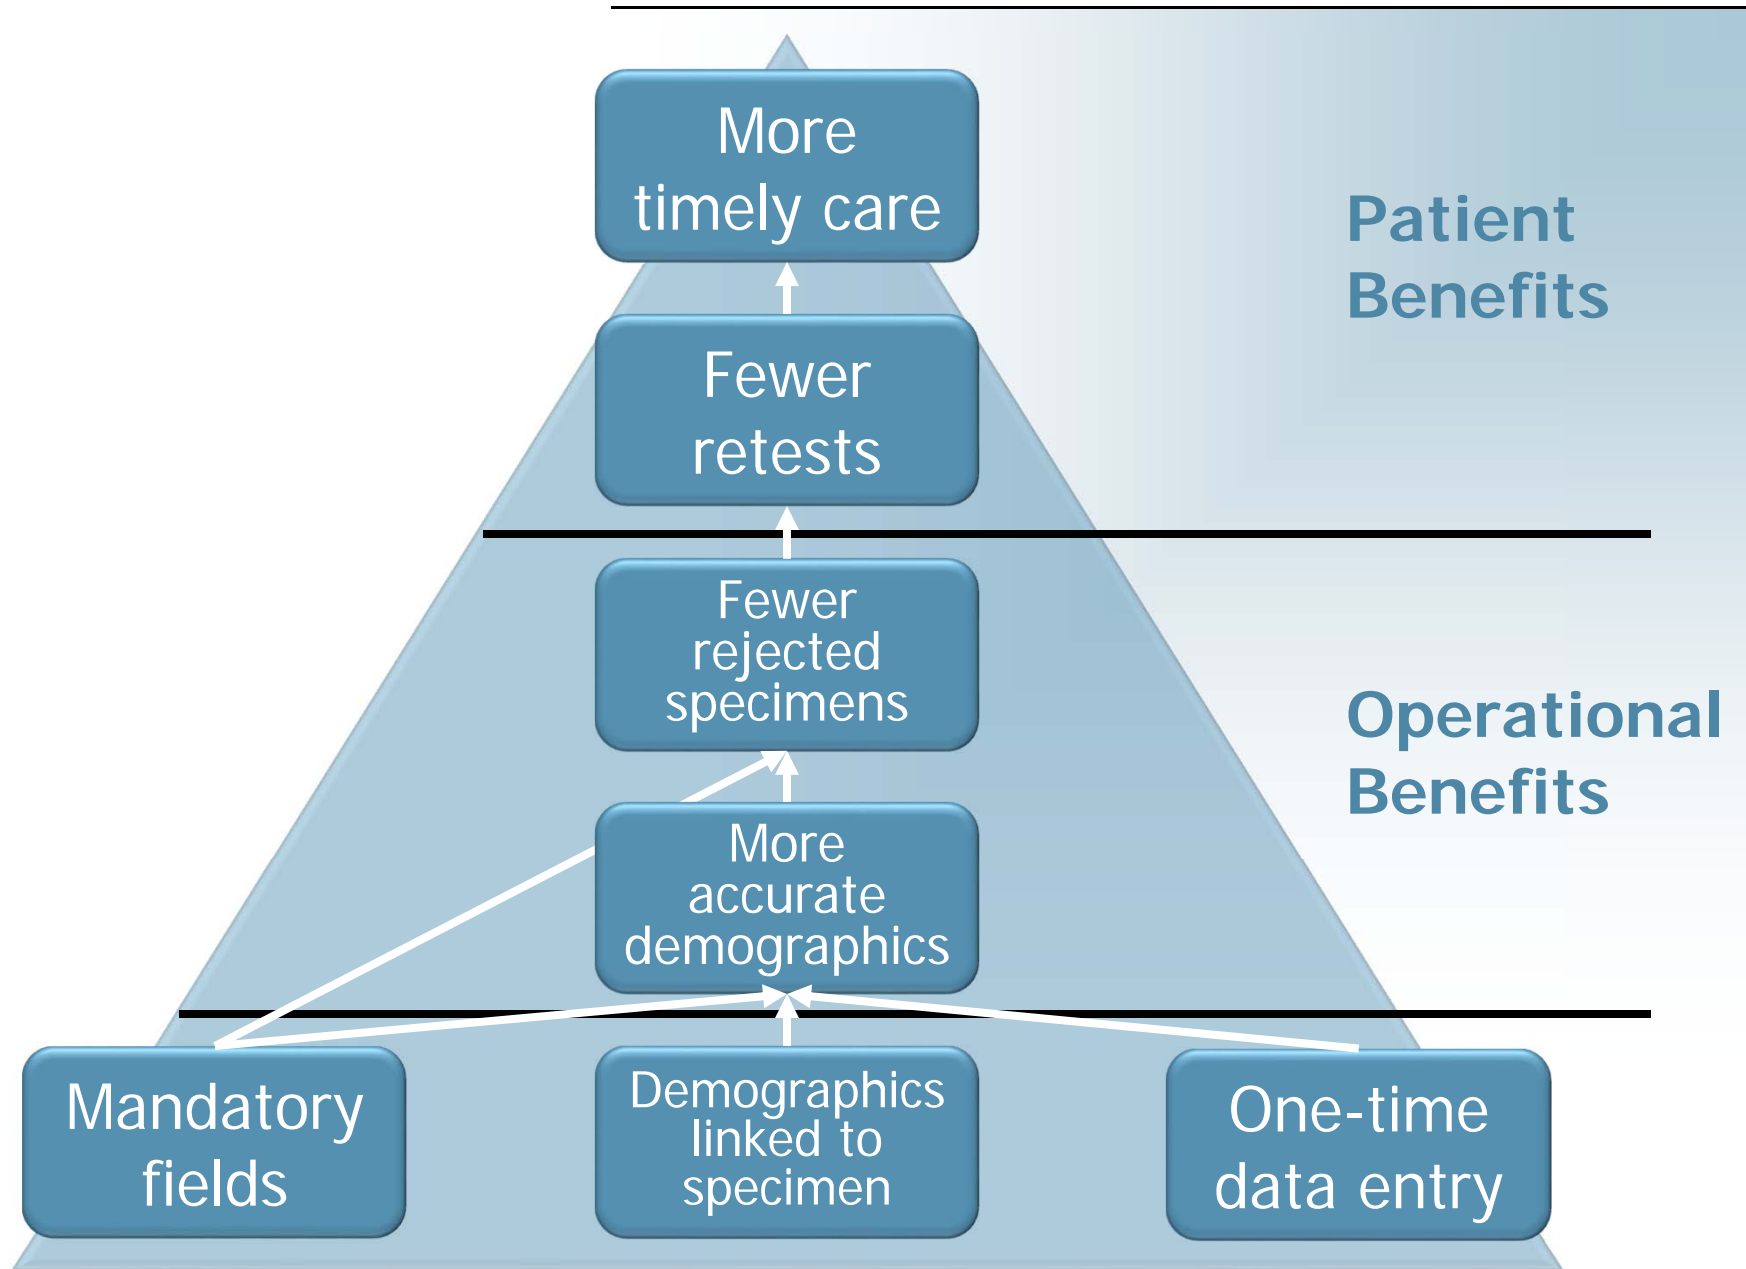 More
timely care
Patient
Benefits
Fewer
retests
Fewer
rejected
specimens
Operational
Benefits
More
accurate
demographics
Mandatory
fields
Demographics
linked to
specimen
One-time
data entry